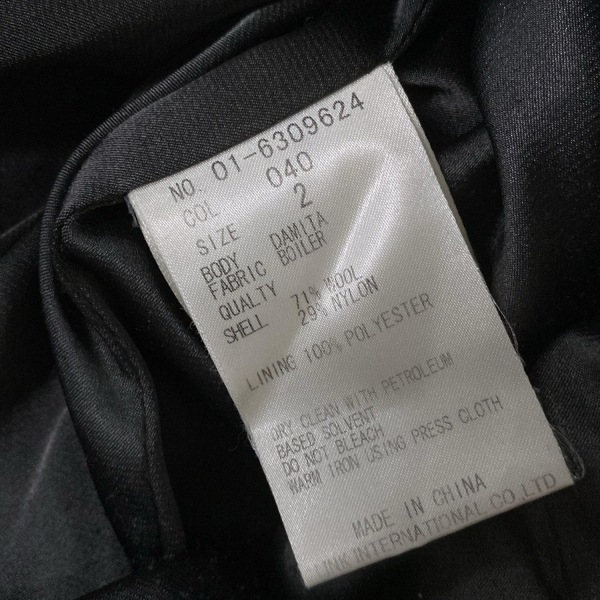 NO. 01-6309624
COL 040
SIZE 2
BODY DAMITA
FABRIC BOILER
QUALTY
SHELL 71% WOOL
29% NYLON
LINING 100% POLYESTER
DRY CLEAN WITH PETROLEUM
BASED SOLVENT
DO NOT BLEACH
WARM IRON USING PRESS CLOTH
MADE IN CHINA
LINK INTERNATIONAL CO.LTD